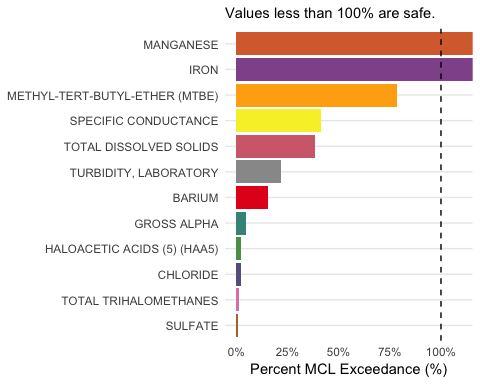 Values less than 100% are safe.
MANGANESE
IRON
METHYL-TERT-BUTYL-ETHER (MTBE)
SPECIFIC CONDUCTANCE
TOTAL DISSOLVED SOLIDS
TURBIDITY, LABORATORY
BARIUM
GROSS ALPHA
HALOACETIC ACIDS (5) (HAA5)
CHLORIDE
TOTAL TRIHALOMETHANES
SULFATE
0% 25% 50% 75% 100%
Percent MCL Exceedance (%)